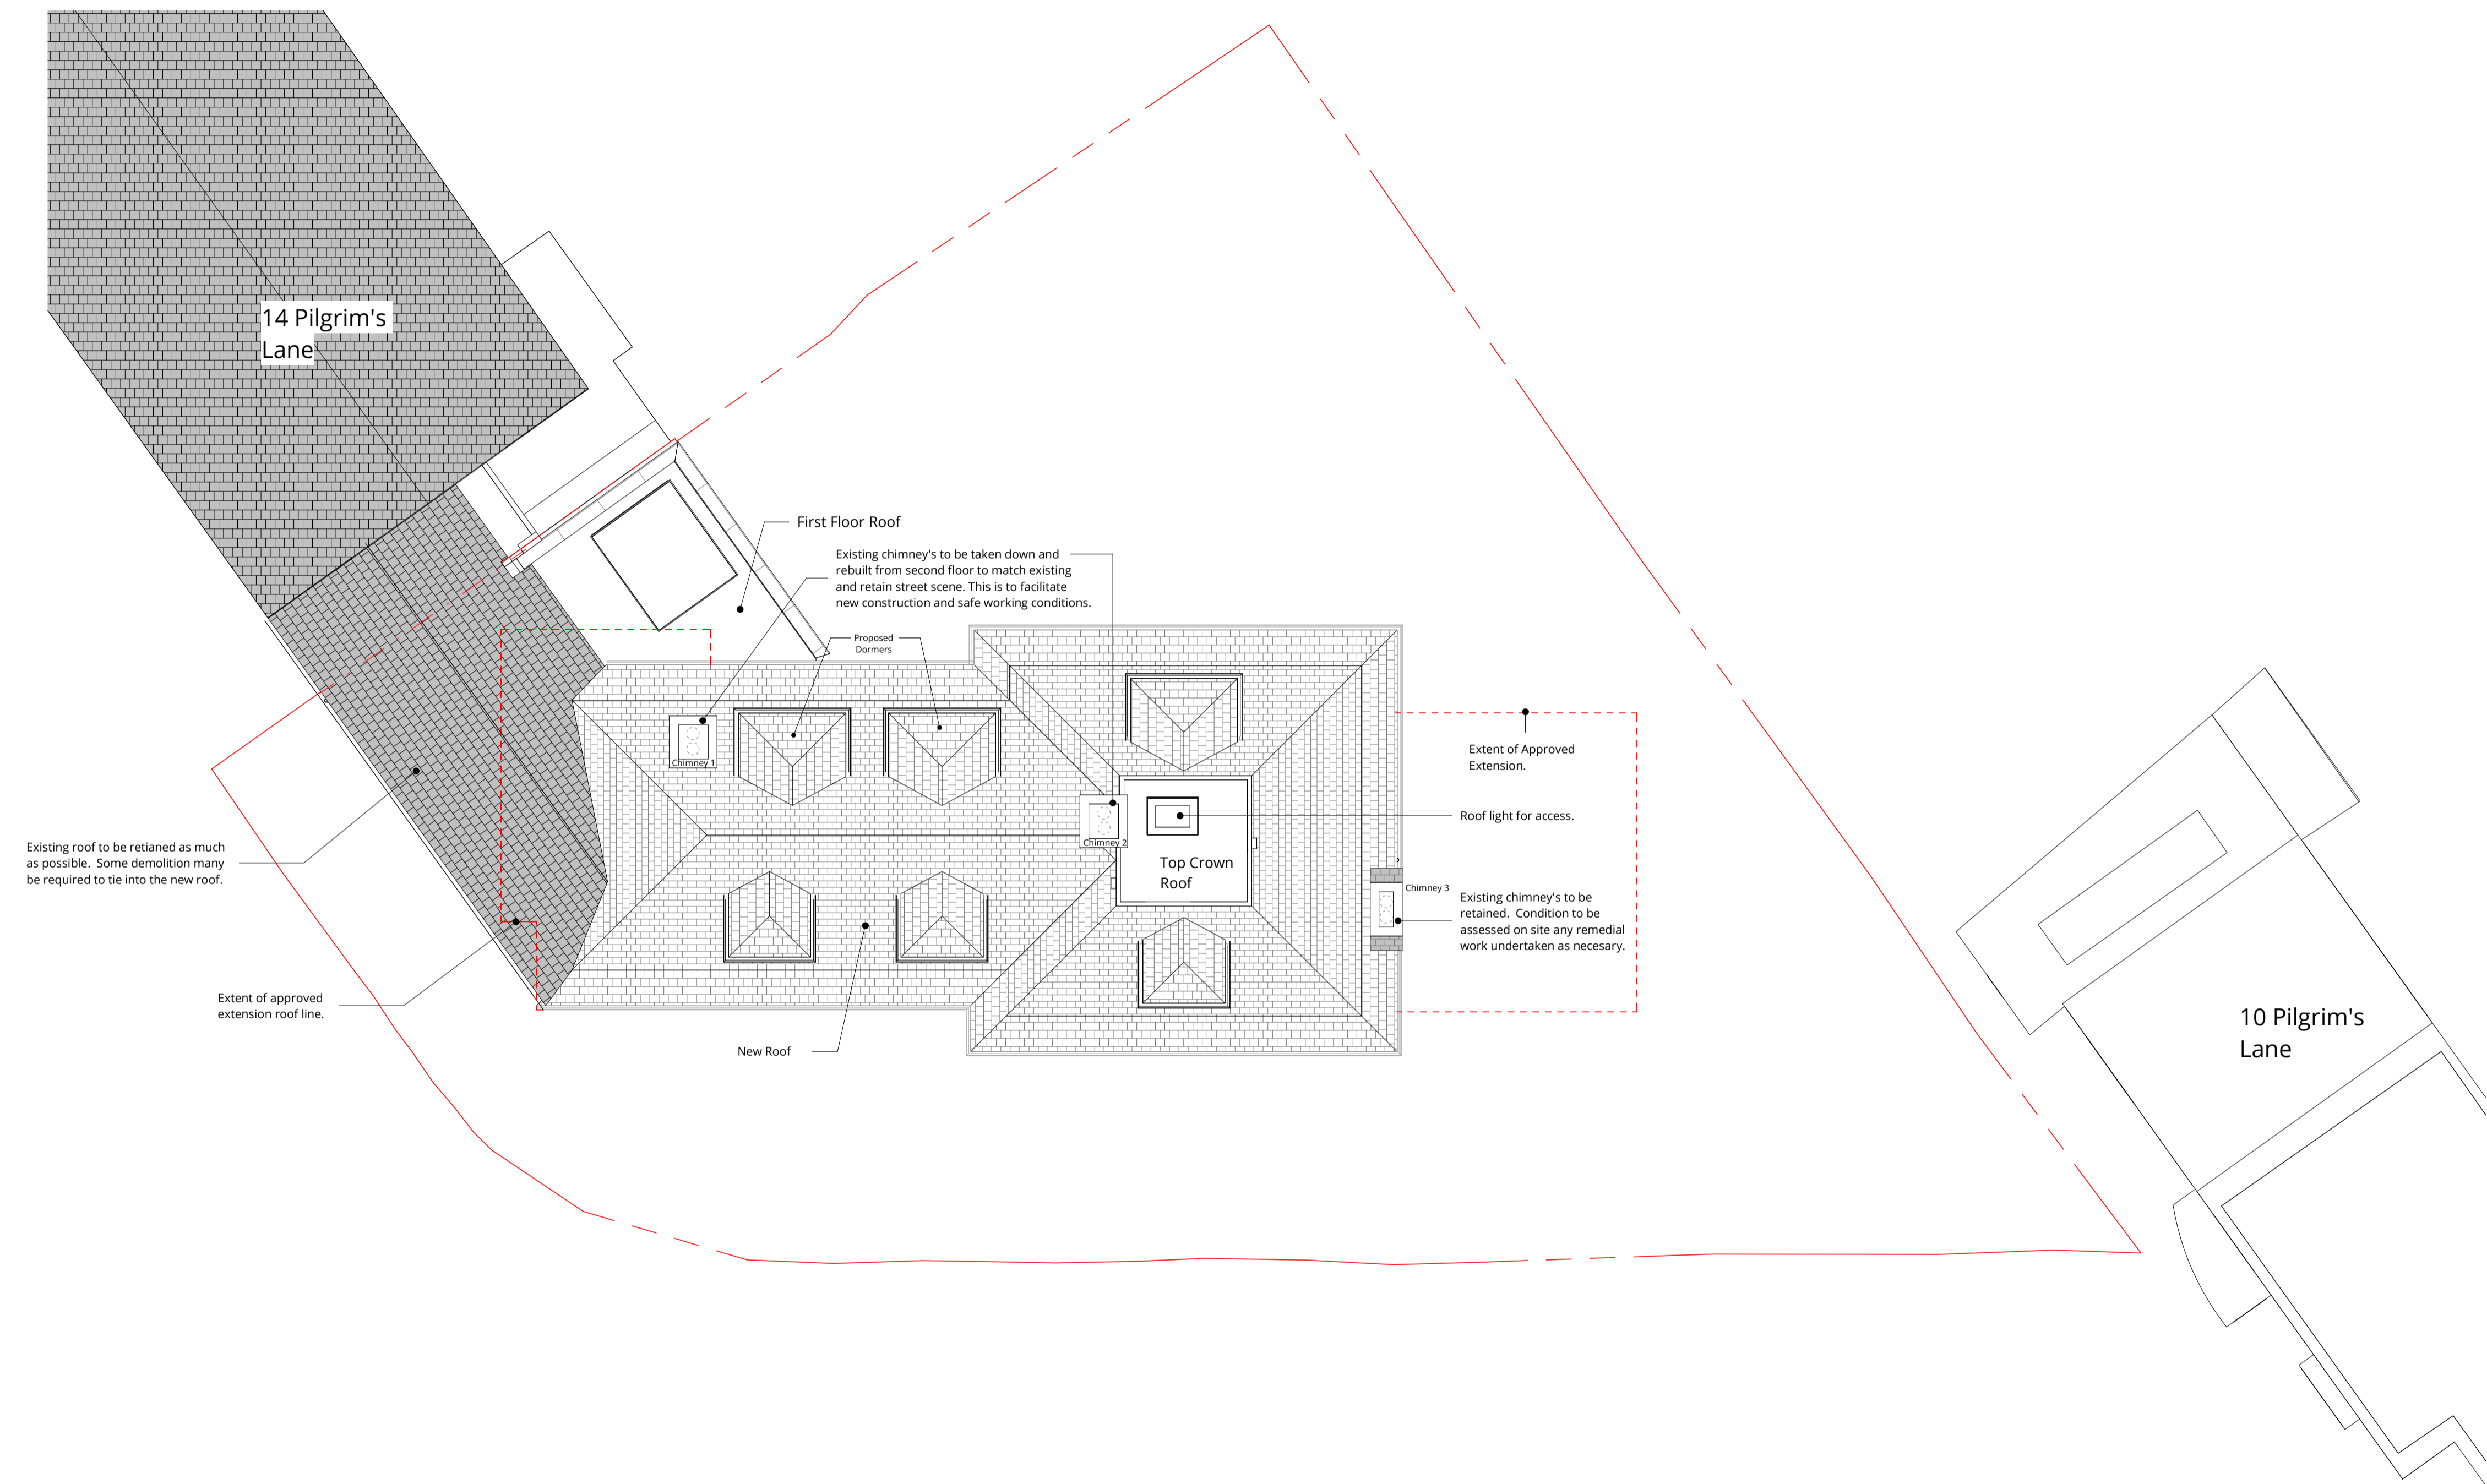 14 Pilgrim's
Lane
First Floor Roof
Existing chimney's to be taken down and
rebuilt from second floor to match existing
and retain street scene. This is to facilitate
new construction and safe working conditions.
Proposed
Dormers
Chimney 1
Extent of Approved
Extension.
Roof light for access.
Chimney 2
Top Crown
Roof
Existing roof to be retianed as much
as possible.  Some demolition many
be required to tie into the new roof.
Chimney 3
Existing chimney's to be
retained.  Condition to be
assessed on site any remedial
work undertaken as necesary.
Extent of approved
extension roof line.
New Roof
10 Pilgrim's
Lane